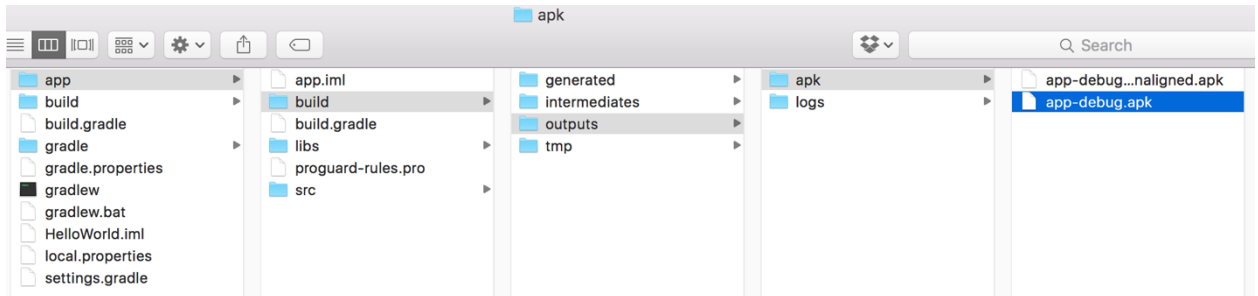 apk
Search
app
build
build.gradle
gradle
gradle.properties
gradlew
gradlew.bat
HelloWorld.iml
local.properties
settings.gradle
app.iml
build
build.gradle
libs
proguard-rules.pro
src
generated
intermediates
outputs
tmp
apk
logs
app-debug...naligned.apk
app-debug.apk